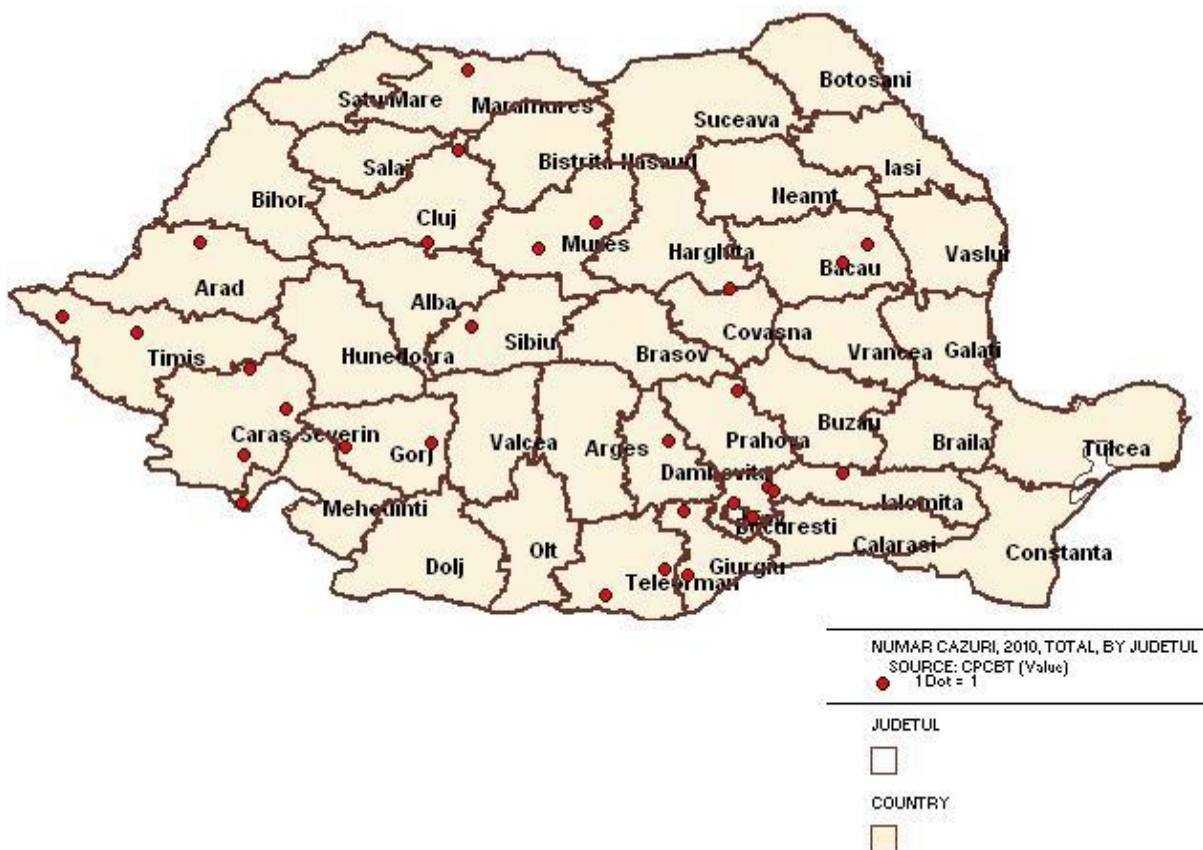 Botosani
Satu Mare
Maramures
Suceava
Salaj
Bistrita Nasaud
Iasi
Bihor
Neamt
Cluj
Mures
Harghita
Bacau
Vaslui
Arad
Alba
Timis
Hunedoara
Sibiu
Brasov
Covasna
Vrancea
Galati
Caras-Severin
Gorj
Valcea
Arges
Prahova
Buzau
Braila
Tulcea
Dambovita
Mehedinti
Ialomita
Bucuresti
Calarasi
Constanta
Dolj
Olt
Teleorman
Giurgiu
NUMAR CAZURI, 2010, TOTAL, BY JUDETUL
SOURCE: CPCBT (Value)
1 Dot = 1
JUDETUL
COUNTRY